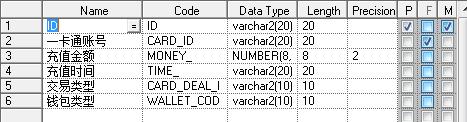 Name Code Data Type Length Precision P F M
1 ID = ID varchar2(20) 20
2 一卡通账号 CARD_ID varchar2(20) 20
3 充值金额 MONEY_ NUMBER(8, 8 2
4 充值时间 TIME_ varchar2(20) 20
5 交易类型 CARD_DEAL_I varchar2(10) 10
6 钱包类型 WALLET_COD varchar2(10) 10